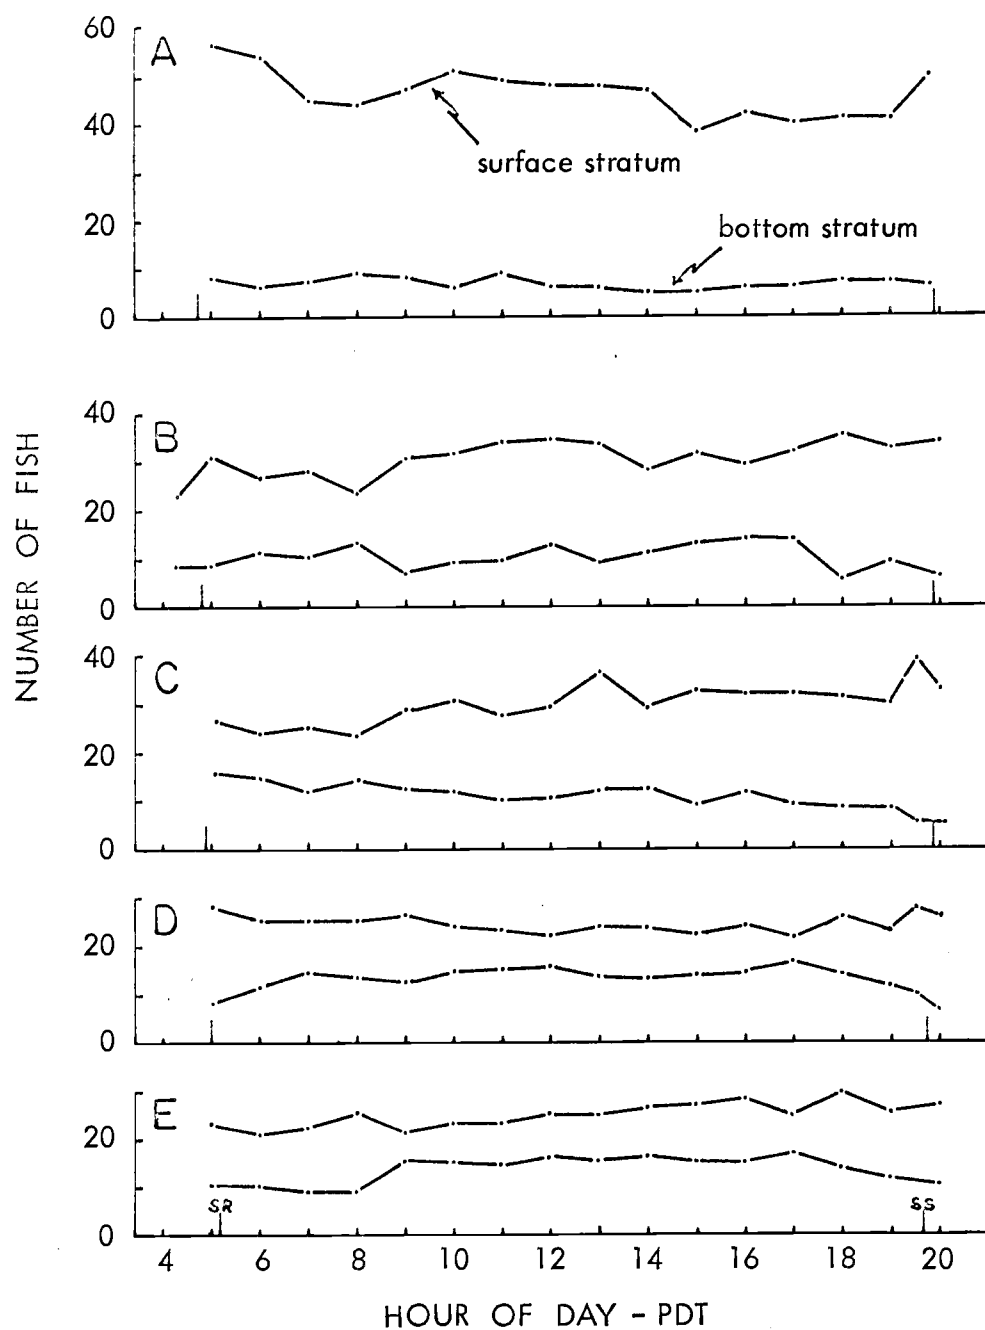 60
A
40
surface stratum
20
bottom stratum
0
40
B
20
0
NUMBER OF FISH
40
C
20
0
D
20
0
E
20
SR
SS
0
4 6 8 10 12 14 16 18 20
HOUR OF DAY - PDT